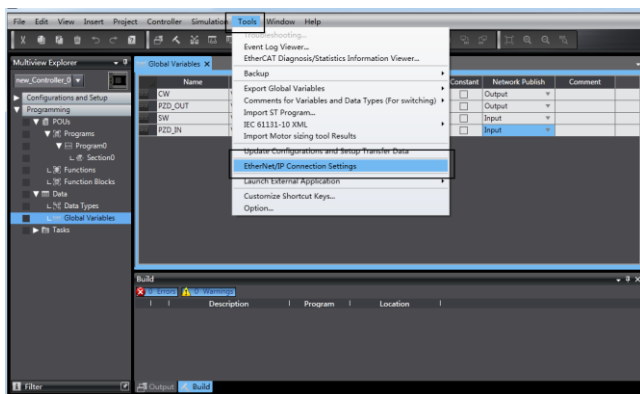 File Edit View Insert Project Controller Simulation Tools Window Help
Troubleshooting...
Event Log Viewer...
EtherCAT Diagnosis/Statistics Information Viewer...
Backup
Export Global Variables
Comments for Variables and Data Types (For switching)
Import ST Program...
IEC 61131-10 XML
Import Motor sizing tool Results
Update Configurations and Setup Transfer Data
EtherNet/IP Connection Settings
Launch External Application
Customize Shortcut Keys...
Option...
Multiview Explorer
new_Controller_0
Configurations and Setup
Programming
POUs
Programs
Program0
Section0
Functions
Function Blocks
Data
Data Types
Global Variables
Tasks
Filter
Global Variables
Name Constant Network Publish Comment
CW Output
PZD_OUT Output
SW Input
PZD_IN Input
Build
0 Errors 0 Warnings
Description Program Location
Output Build